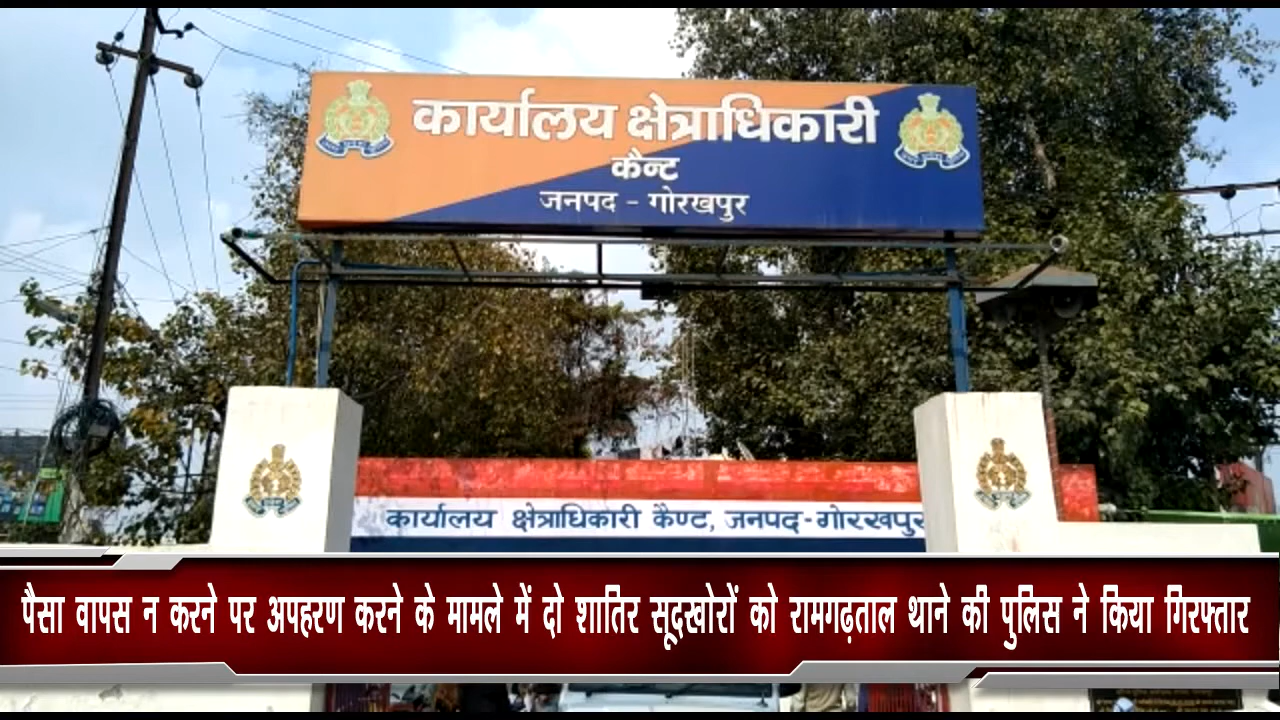 कार्यालय क्षेत्राधिकारी
कैन्ट
जनपद - गोरखपुर
कार्यालय क्षेत्राधिकारी कैण्ट, जनपद-गोरखपुर
पैसा वापस न करने पर अपहरण करने के मामले में दो शातिर सूदखोरों को रामगढ़ताल थाने की पुलिस ने किया गिरफ्तार